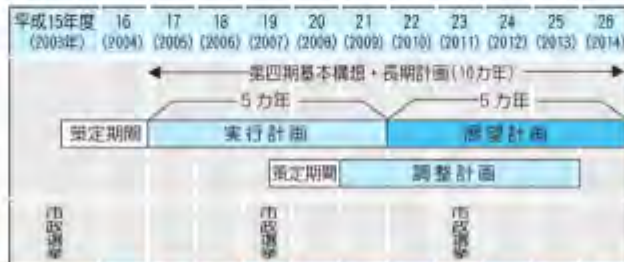 平成15年度 16 17 18 19 20 21 22 23 24 25 26
(2003年) (2004) (2005) (2006) (2007) (2008) (2009) (2010) (2011) (2012) (2013) (2014)
第四期基本構想・長期計画(10カ年)
5カ年 5カ年
策定期間 実行計画 展望計画
策定期間 調整計画
市政選挙 市政選挙 市政選挙